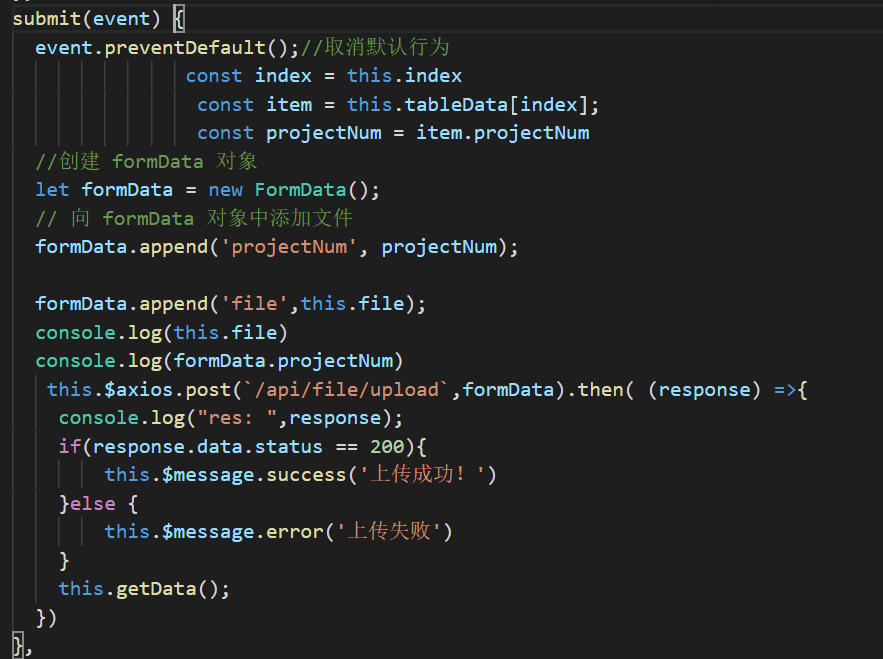 submit(event) {
event.preventDefault();//取消默认行为
const index = this.index
const item = this.tableData[index];
const projectNum = item.projectNum
//创建 formData 对象
let formData = new FormData();
// 向 formData 对象中添加文件
formData.append('projectNum', projectNum);
formData.append('file',this.file);
console.log(this.file)
console.log(formData.projectNum)
this.$axios.post(`/api/file/upload`,formData).then( (response) =>{
console.log("res: ",response);
if(response.data.status == 200){
this.$message.success('上传成功！')
}else {
this.$message.error('上传失败')
}
this.getData();
})
},